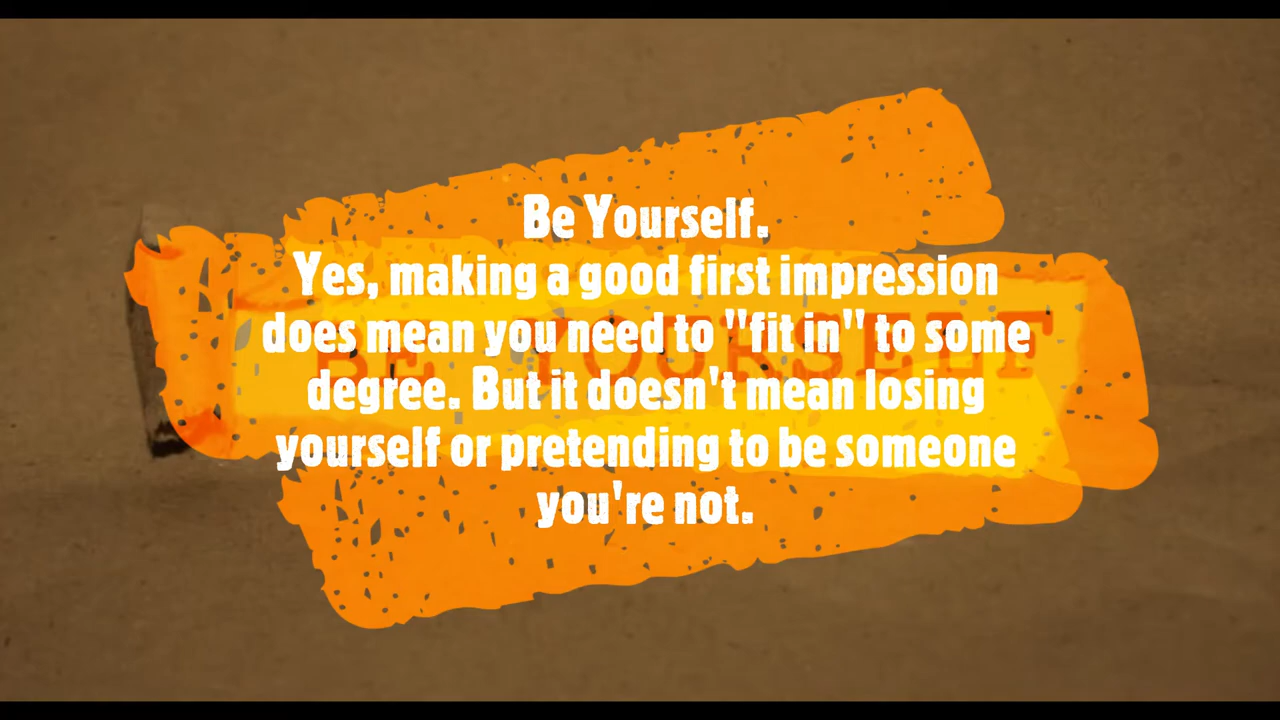 Be Yourself.
Yes, making a good first impression
does mean you need to "fit in" to some
degree. But it doesn't mean losing
yourself or pretending to be someone
you're not.
BE YOURSELF